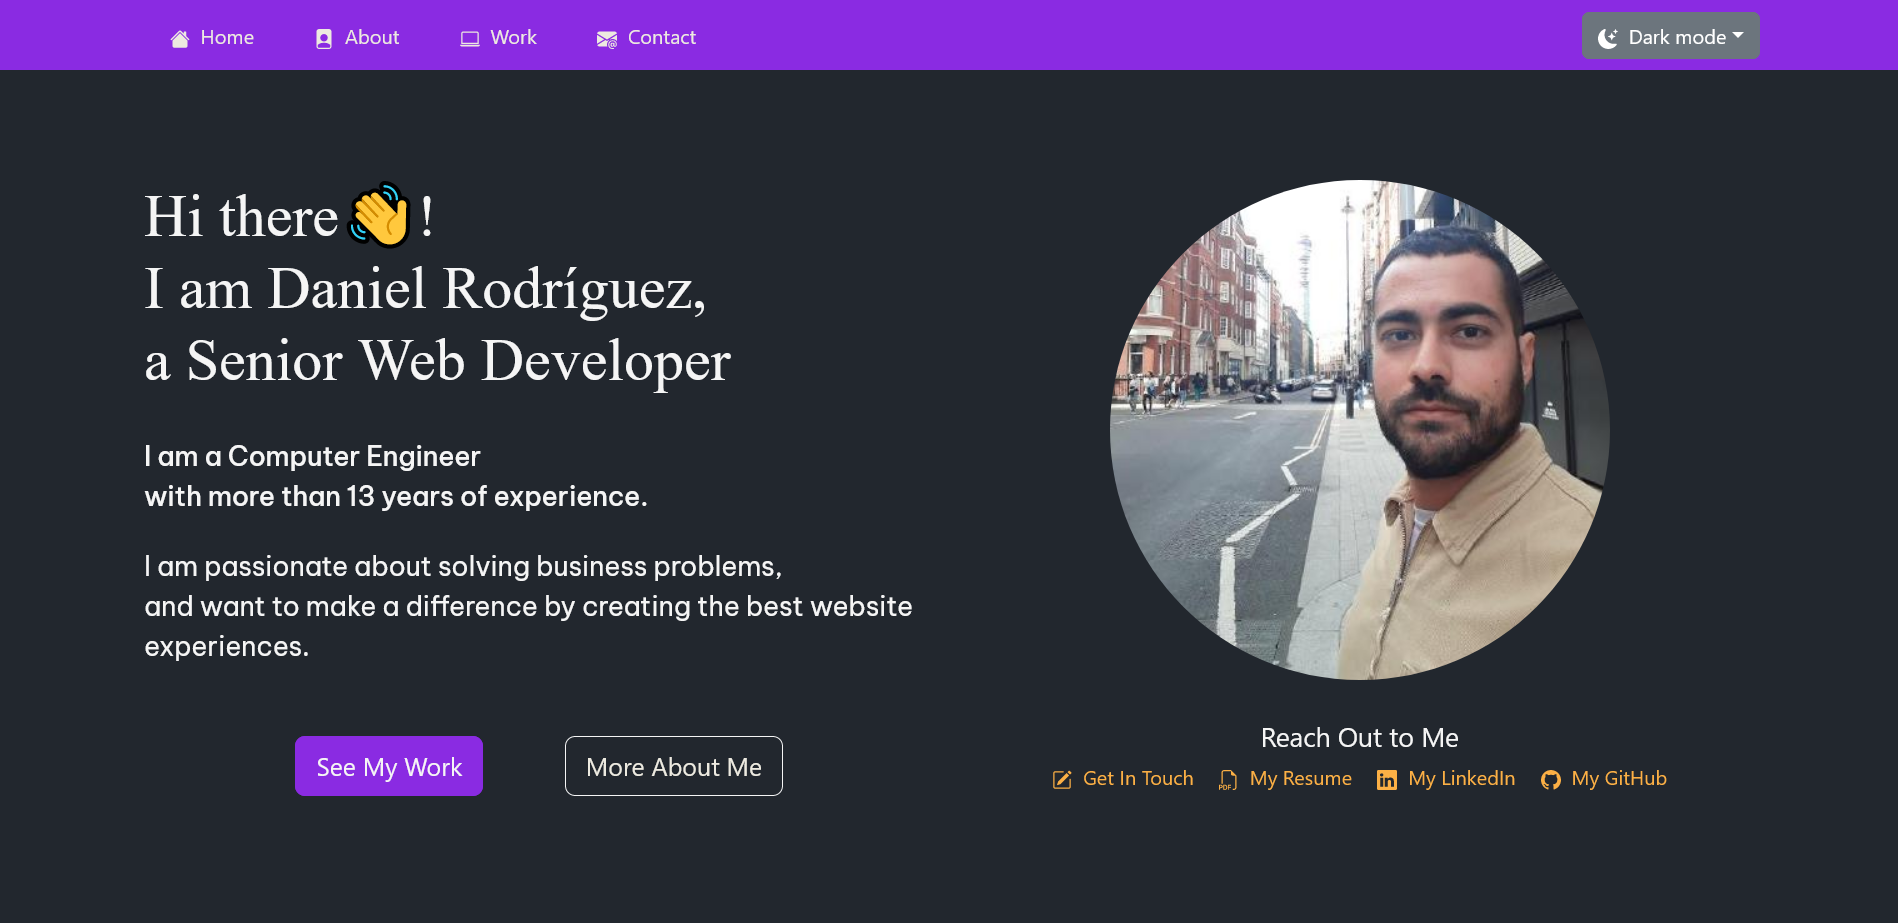 Home
About
Work
Contact
Dark mode
Hi there👋!
I am Daniel Rodríguez,
a Senior Web Developer
I am a Computer Engineer
with more than 13 years of experience.
I am passionate about solving business problems,
and want to make a difference by creating the best website
experiences.
See My Work
More About Me
Reach Out to Me
Get In Touch
PDF
My Resume
in
My LinkedIn
My GitHub